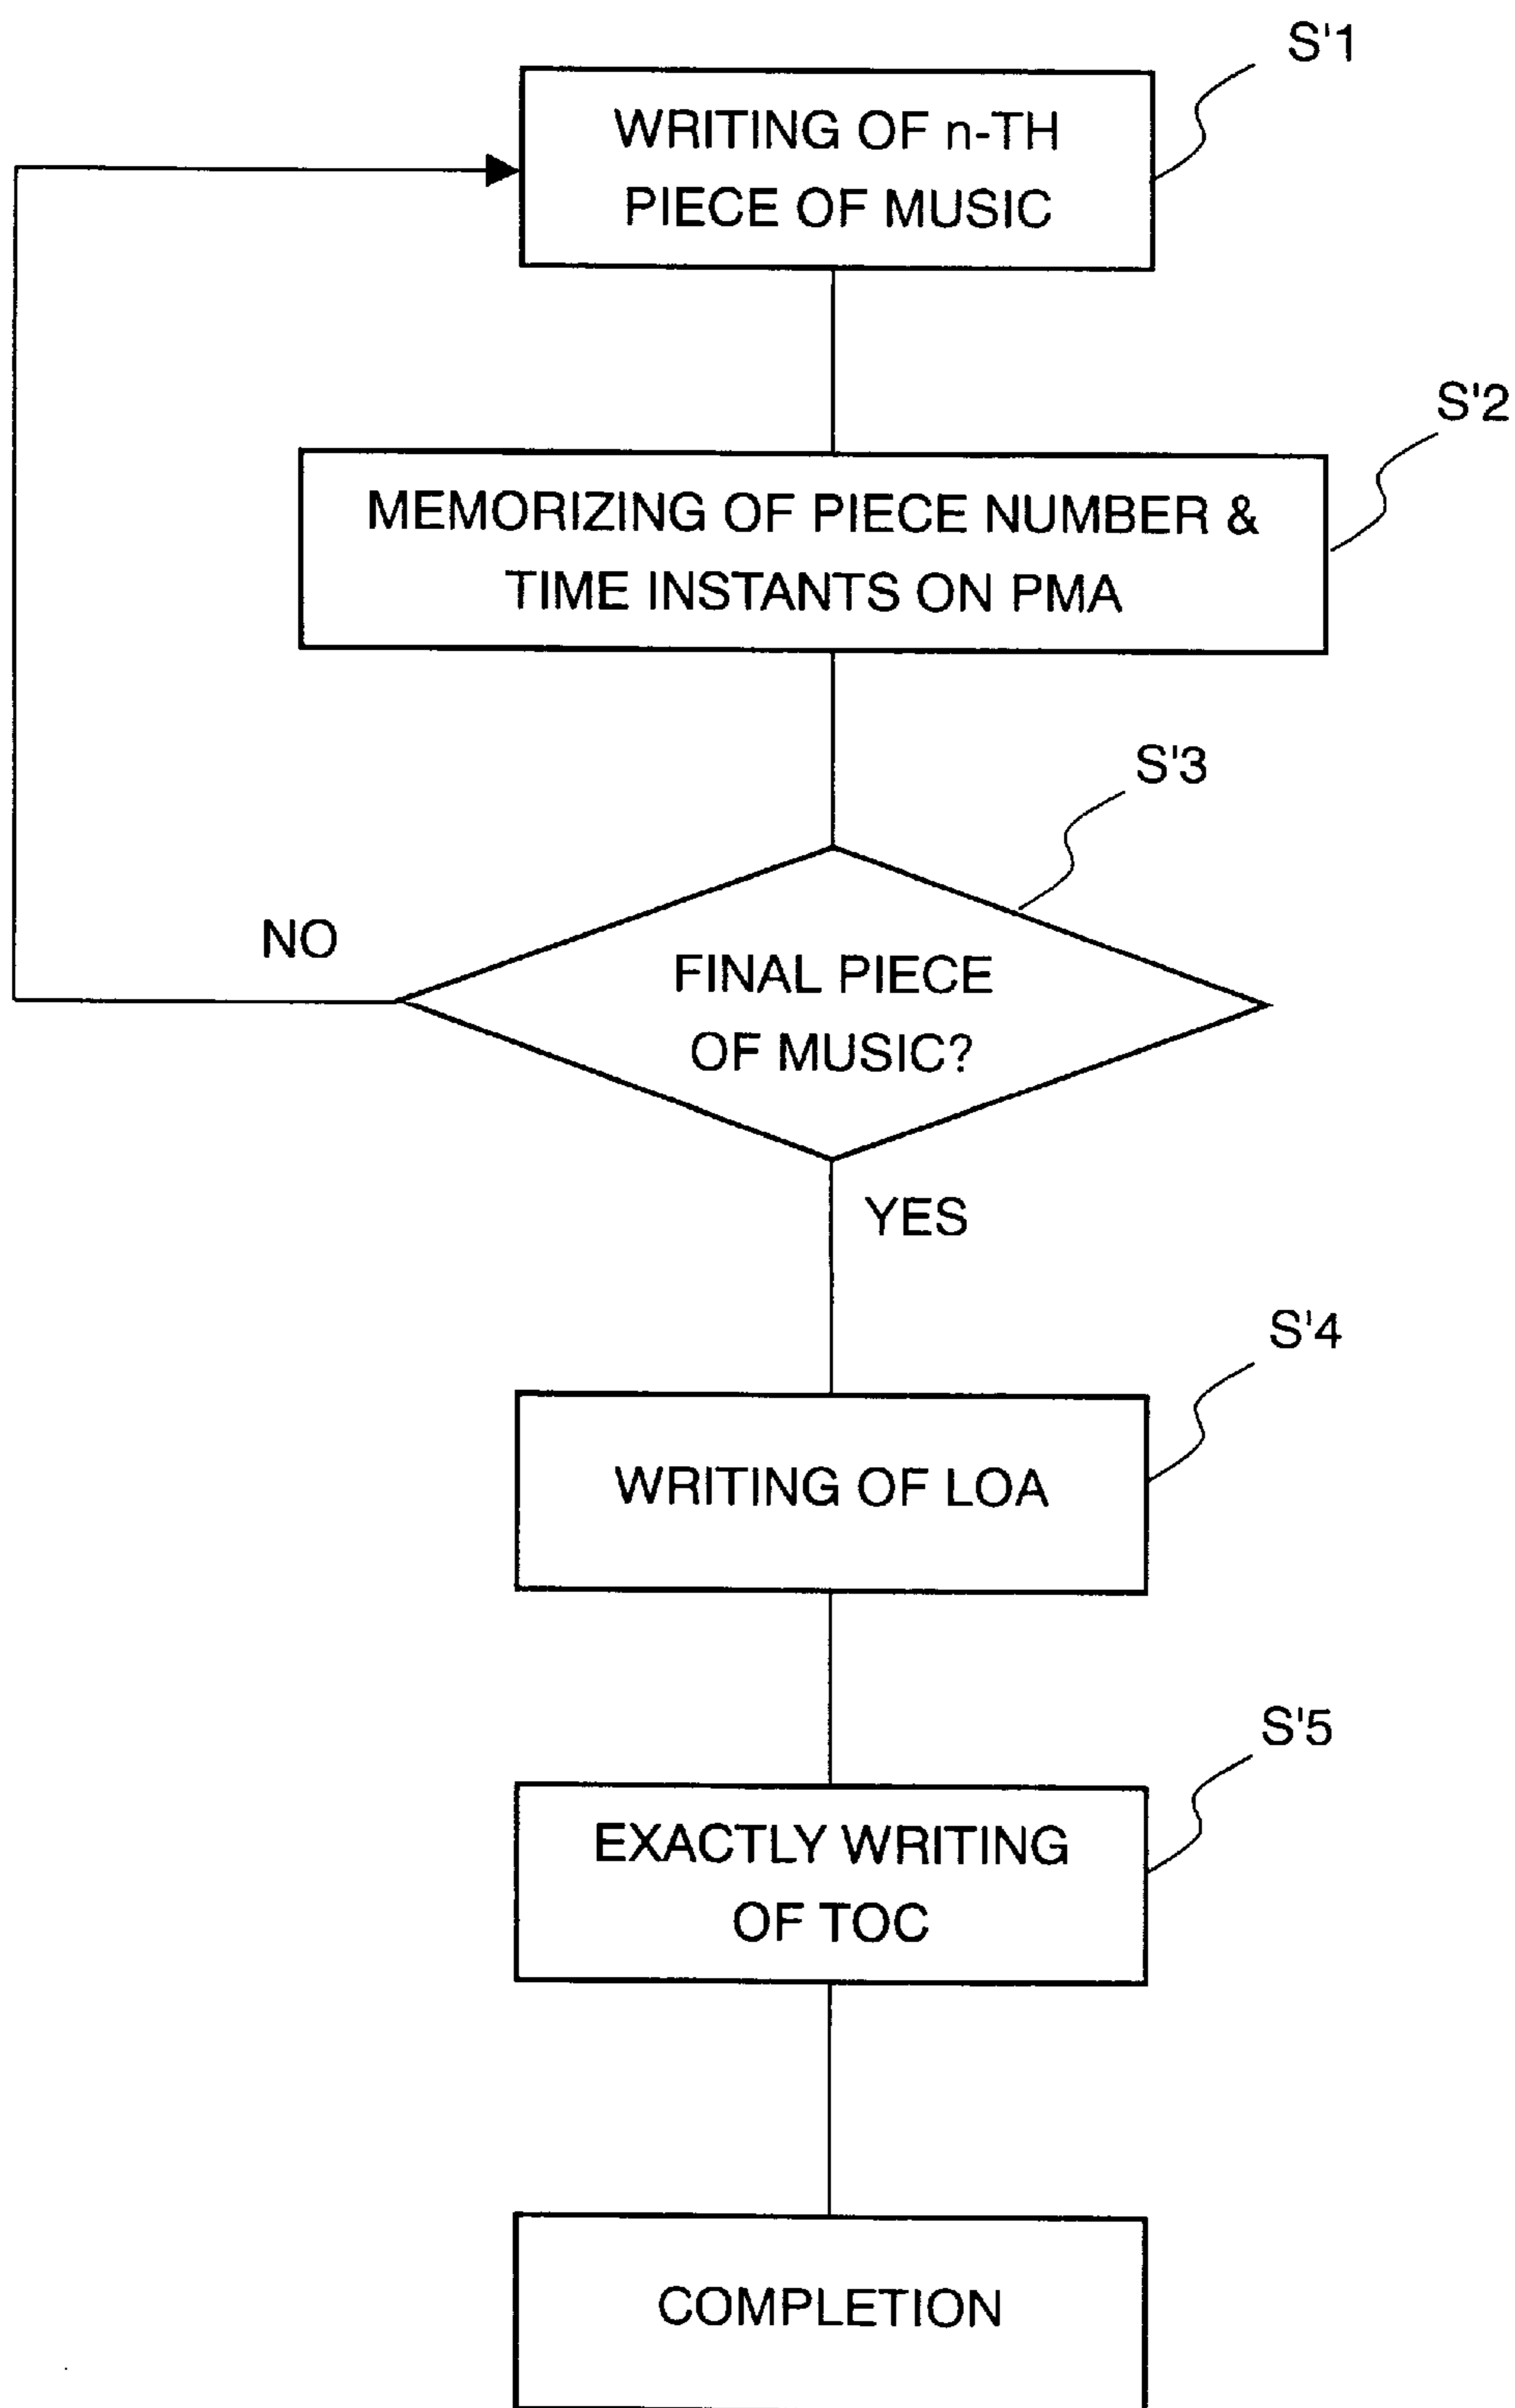 S'1
WRITING OF n-TH
PIECE OF MUSIC
S'2
MEMORIZING OF PIECE NUMBER &
TIME INSTANTS ON PMA
S'3
NO
FINAL PIECE
OF MUSIC?
YES
S'4
WRITING OF LOA
S'5
EXACTLY WRITING
OF TOC
COMPLETION